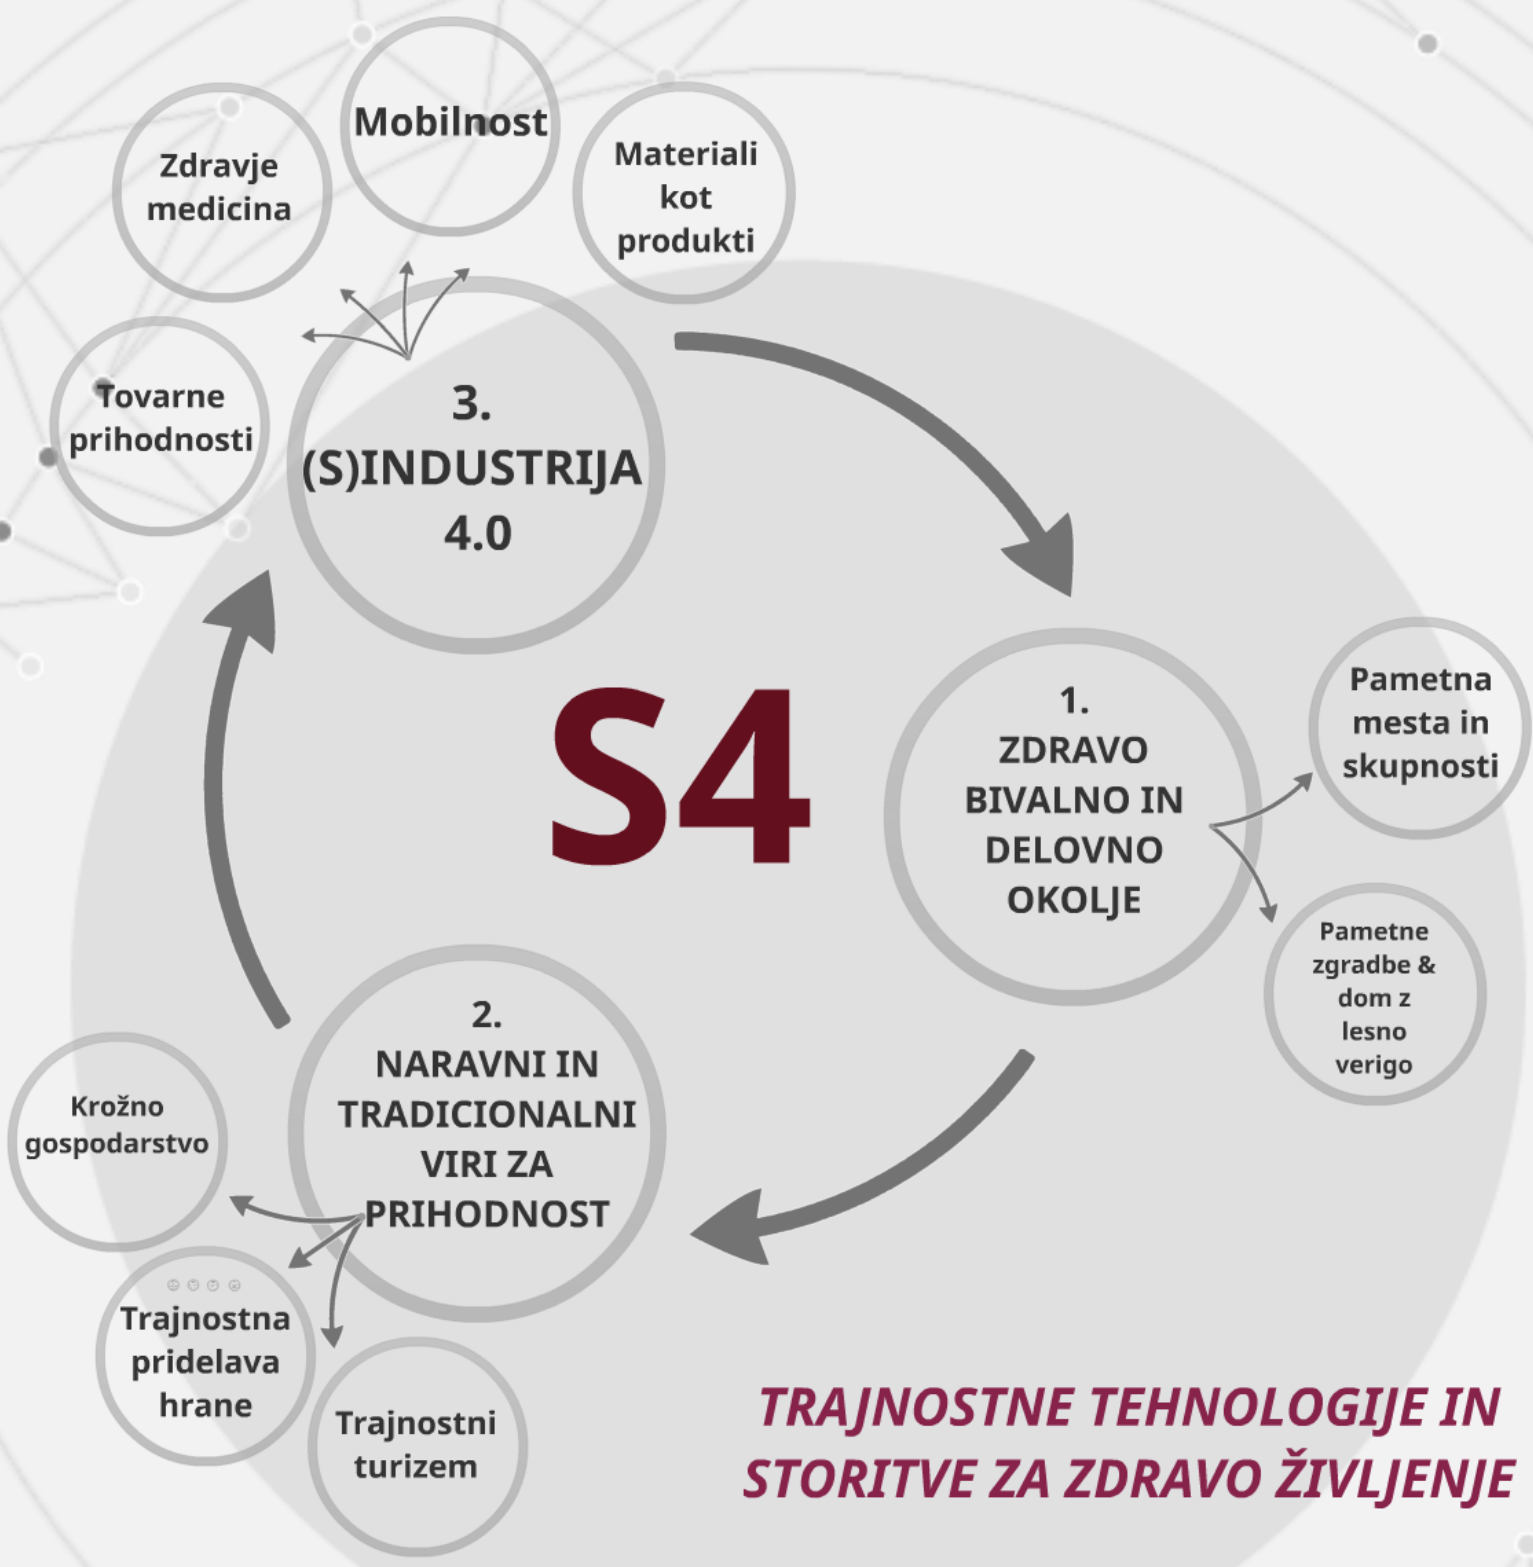 Mobilnost
Zdravje
medicina
Materiali
kot
produkti
Tovarne
prihodnosti
3.
(S)INDUSTRIJA
4.0
S4
1.
ZDRAVO
BIVALNO IN
DELOVNO
OKOLJE
Pametna
mesta in
skupnosti
Pametne
zgradbe &
dom z
lesno
verigo
2.
NARAVNI IN
TRADICIONALNI
VIRI ZA
PRIHODNOST
Krožno
gospodarstvo
Trajnostna
pridelava
hrane
Trajnostni
turizem
TRAJNOSTNE TEHNOLOGIJE IN
STORITVE ZA ZDRAVO ŽIVLJENJE